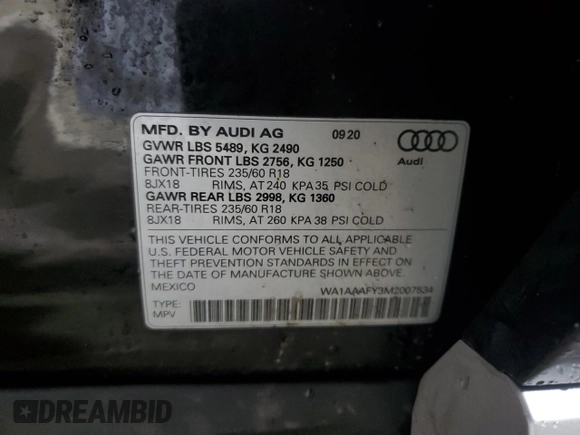 MFD. BY AUDI AG 09 20
GVWR LBS 5489, KG 2490
GAWR FRONT LBS 2756, KG 1250
FRONT-TIRES 235/60 R18
8JX18 RIMS, AT 240 KPA 35 PSI COLD
GAWR REAR LBS 2998, KG 1360
REAR-TIRES 235/60 R18
8JX18 RIMS, AT 260 KPA 38 PSI COLD
Audi
THIS VEHICLE CONFORMS TO ALL APPLICABLE
U.S. FEDERAL MOTOR VEHICLE SAFETY AND
THEFT PREVENTION STANDARDS IN EFFECT ON
THE DATE OF MANUFACTURE SHOWN ABOVE.
MEXICO WA1AAAFY3M2007534
TYPE:
MPV
DREAMBID